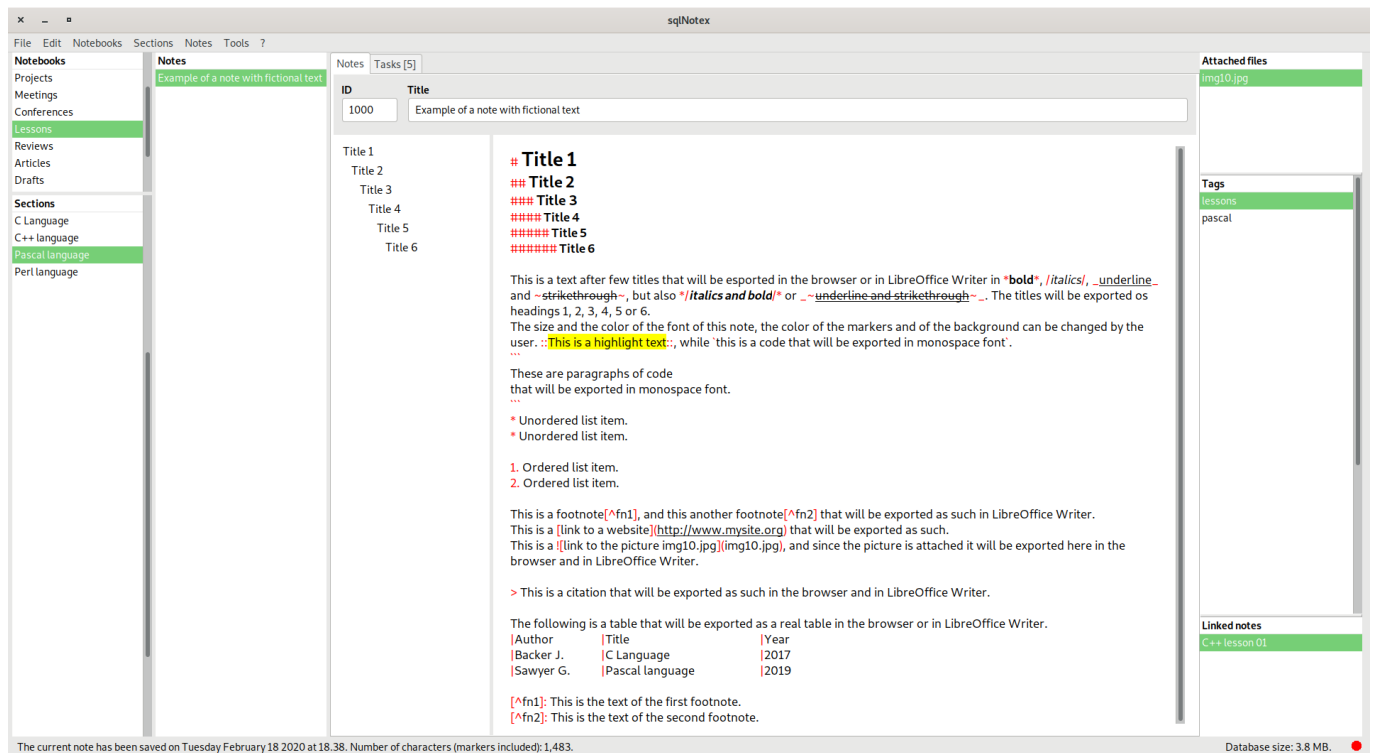 sqlNotex
File Edit Notebooks Sections Notes Tools ?
Notebooks
Projects
Meetings
Conferences
Lessons
Reviews
Articles
Drafts
Sections
C Language
C++ language
Pascal language
Perl language
Notes
Example of a note with fictional text
Notes Tasks [5]
ID Title
1000 Example of a note with fictional text
Title 1
Title 2
Title 3
Title 4
Title 5
Title 6
# Title 1
## Title 2
### Title 3
#### Title 4
##### Title 5
###### Title 6
This is a text after few titles that will be esported in the browser or in LibreOffice Writer in *bold*, /italics/, _underline_
and ~strikethrough~, but also */italics and bold/* or _~underline and strikethrough~_. The titles will be exported os
headings 1, 2, 3, 4, 5 or 6.
The size and the color of the font of this note, the color of the markers and of the background can be changed by the
user. ::This is a highlight text::, while `this is a code that will be exported in monospace font`.
```
These are paragraphs of code
that will be exported in monospace font.
```
* Unordered list item.
* Unordered list item.
1. Ordered list item.
2. Ordered list item.
This is a footnote[^fn1], and this another footnote[^fn2] that will be exported as such in LibreOffice Writer.
This is a [link to a website](http://www.mysite.org) that will be exported as such.
This is a ![link to the picture img10.jpg](img10.jpg), and since the picture is attached it will be exported here in the
browser and in LibreOffice Writer.
> This is a citation that will be exported as such in the browser and in LibreOffice Writer.
The following is a table that will be exported as a real table in the browser or in LibreOffice Writer.
|Author |Title |Year
|Backer J. |C Language |2017
|Sawyer G. |Pascal language |2019
[^fn1]: This is the text of the first footnote.
[^fn2]: This is the text of the second footnote.
Attached files
img10.jpg
Tags
lessons
pascal
Linked notes
C++ lesson 01
The current note has been saved on Tuesday February 18 2020 at 18.38. Number of characters (markers included): 1,483.
Database size: 3.8 MB.